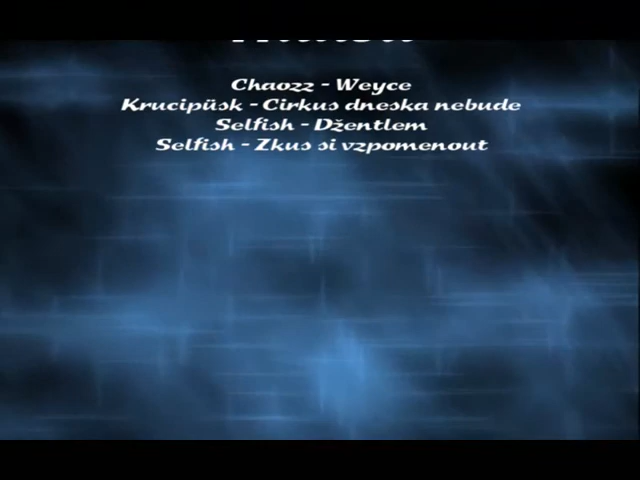 Chaozz - Weyce
Krucipüsk - Cirkus dneska nebude
Selfish - Džentlem
Selfish - Zkus si vzpomenout